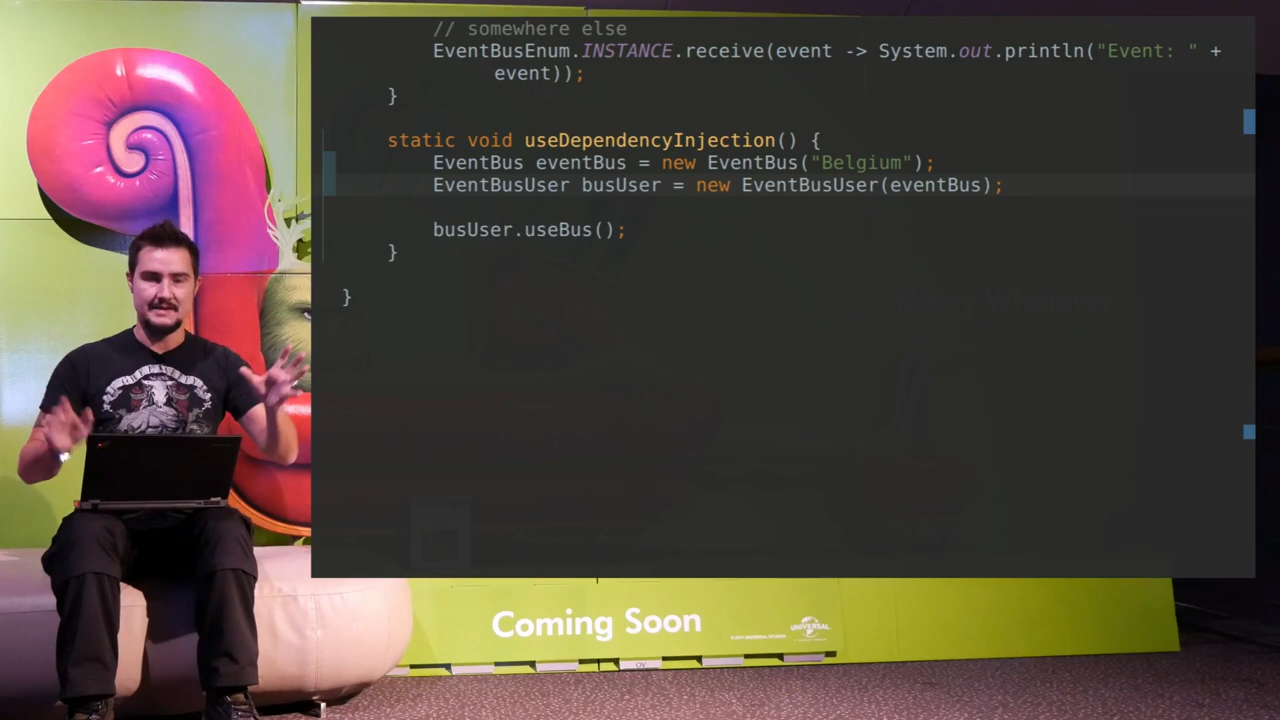 // somewhere else
EventBusEnum.INSTANCE.receive(event -> System.out.println("Event: " +
event));
}
static void useDependencyInjection() {
EventBus eventBus = new EventBus("Belgium");
EventBusUser busUser = new EventBusUser(eventBus);
busUser.useBus();
}
}
Coming Soon
UNIVERSAL
OV